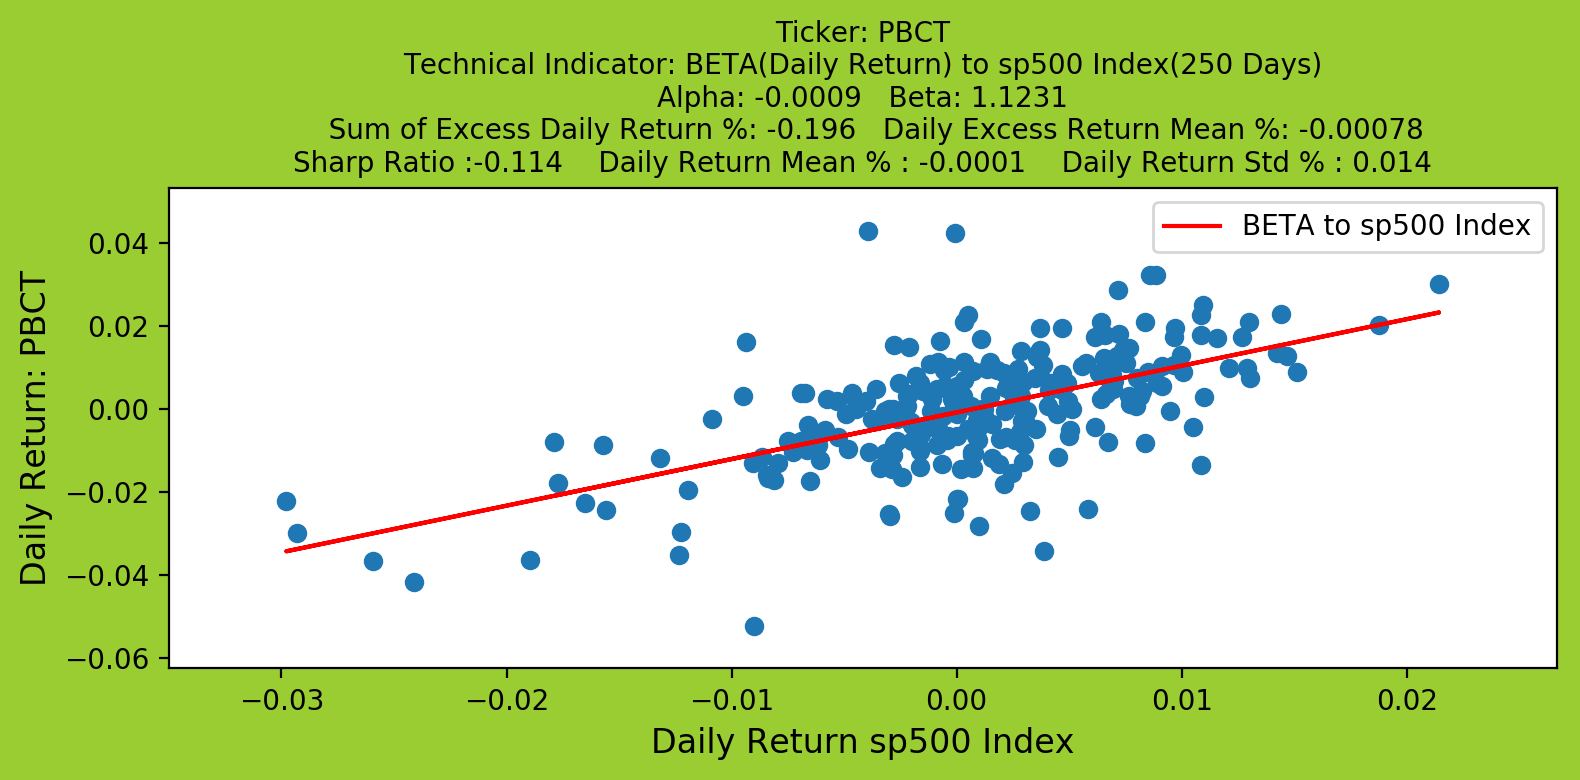 Ticker: PBCT
Technical Indicator: BETA(Daily Return) to sp500 Index(250 Days)
Alpha: -0.0009   Beta: 1.1231
Sum of Excess Daily Return %: -0.196   Daily Excess Return Mean %: -0.00078
Sharp Ratio :-0.114    Daily Return Mean % : -0.0001    Daily Return Std % : 0.014
BETA to sp500 Index
Daily Return: PBCT
0.04
0.02
0.00
−0.02
−0.04
−0.06
−0.03
−0.02
−0.01
0.00
0.01
0.02
Daily Return sp500 Index